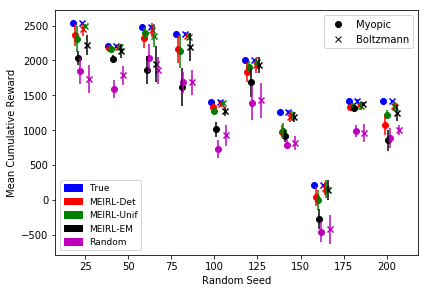 2500
2000
1500
1000
500
0
−500
Mean Cumulative Reward
Myopic
Boltzmann
True
MEIRL-Det
MEIRL-Unif
MEIRL-EM
Random
25 50 75 100 125 150 175 200
Random Seed